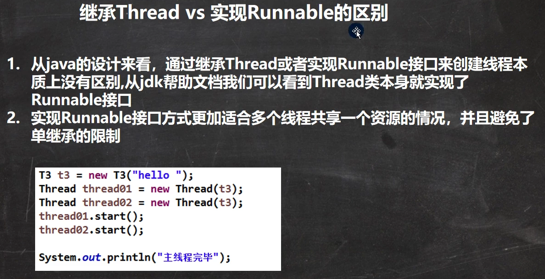 继承Thread vs 实现Runnable的区别
1. 从java的设计来看，通过继承Thread或者实现Runnable接口来创建线程本
质上没有区别,从jdk帮助文档我们可以看到Thread类本身就实现了
Runnable接口
2. 实现Runnable接口方式更加适合多个线程共享一个资源的情况，并且避免了
单继承的限制
T3 t3 = new T3("hello ");
Thread thread01 = new Thread(t3);
Thread thread02 = new Thread(t3);
thread01.start();
thread02.start();
System.out.println("主线程完毕");